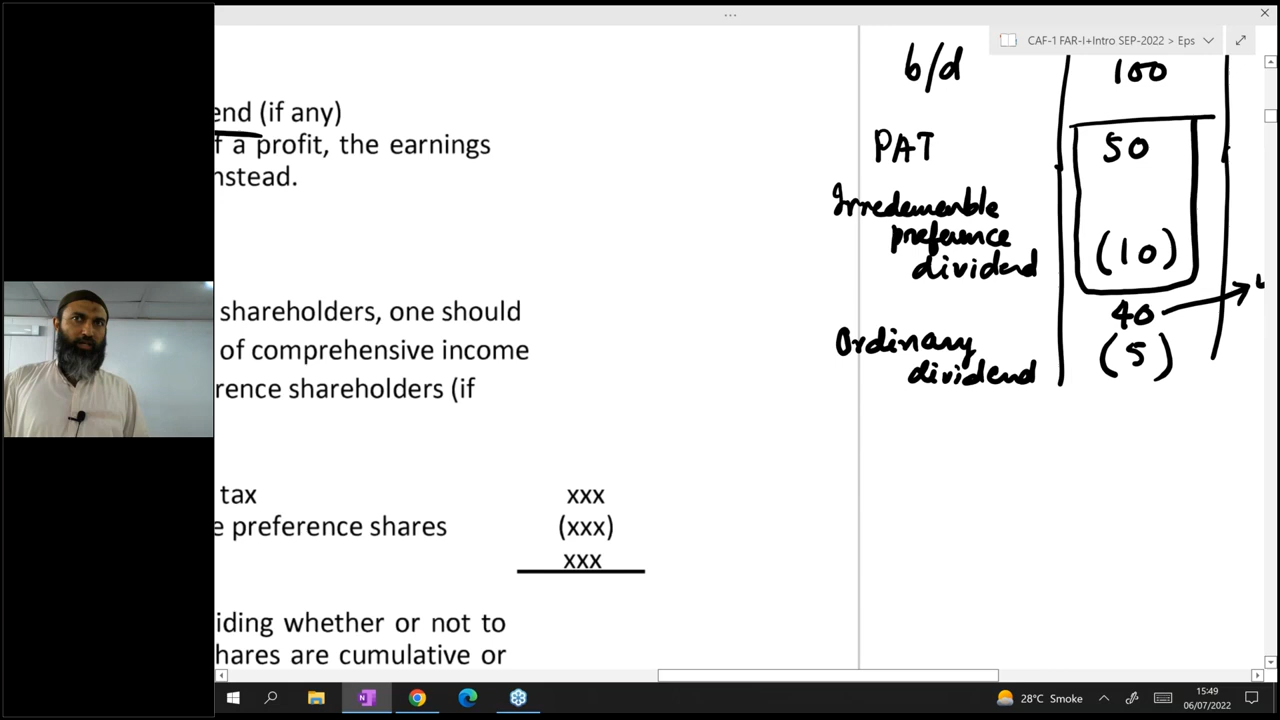 CAF-1 FAR-I+Intro SEP-2022 > Eps
end (if any)
f a profit, the earnings
nstead.
shareholders, one should
of comprehensive income
rence shareholders (if
tax xxx
e preference shares (xxx)
xxx
iding whether or not to
hares are cumulative or
b/d 100
PAT 50
Irredemenble
prefeunce
dividend (10)
40
Ordinary
dividend (5)
28°C Smoke
15:49
06/07/2022